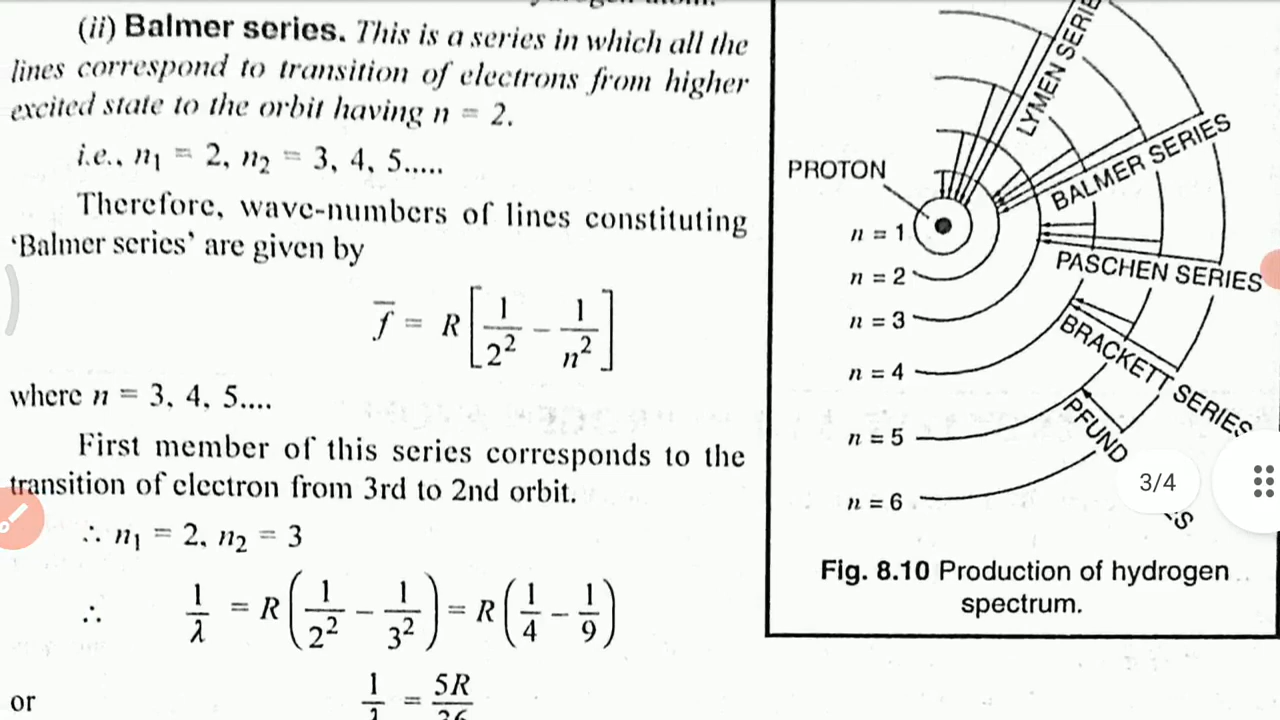 (ii) Balmer series. This is a series in which all the
lines correspond to transition of electrons from higher
excited state to the orbit having n = 2.
i.e., n₁ = 2, n₂ = 3, 4, 5.....
Therefore, wave-numbers of lines constituting
'Balmer series' are given by
f̅ = R [1/2² − 1/n²]
where n = 3, 4, 5....
First member of this series corresponds to the
transition of electron from 3rd to 2nd orbit.
∴ n₁ = 2, n₂ = 3
∴ 1/λ = R (1/2² − 1/3²) = R (1/4 − 1/9)
or 1/λ = 5R/36
LYMEN SERIE
BALMER SERIES
PROTON
PASCHEN SERIES
BRACKETT SERIES
PFUND
n = 1
n = 2
n = 3
n = 4
n = 5
n = 6
3/4
Fig. 8.10 Production of hydrogen
spectrum.